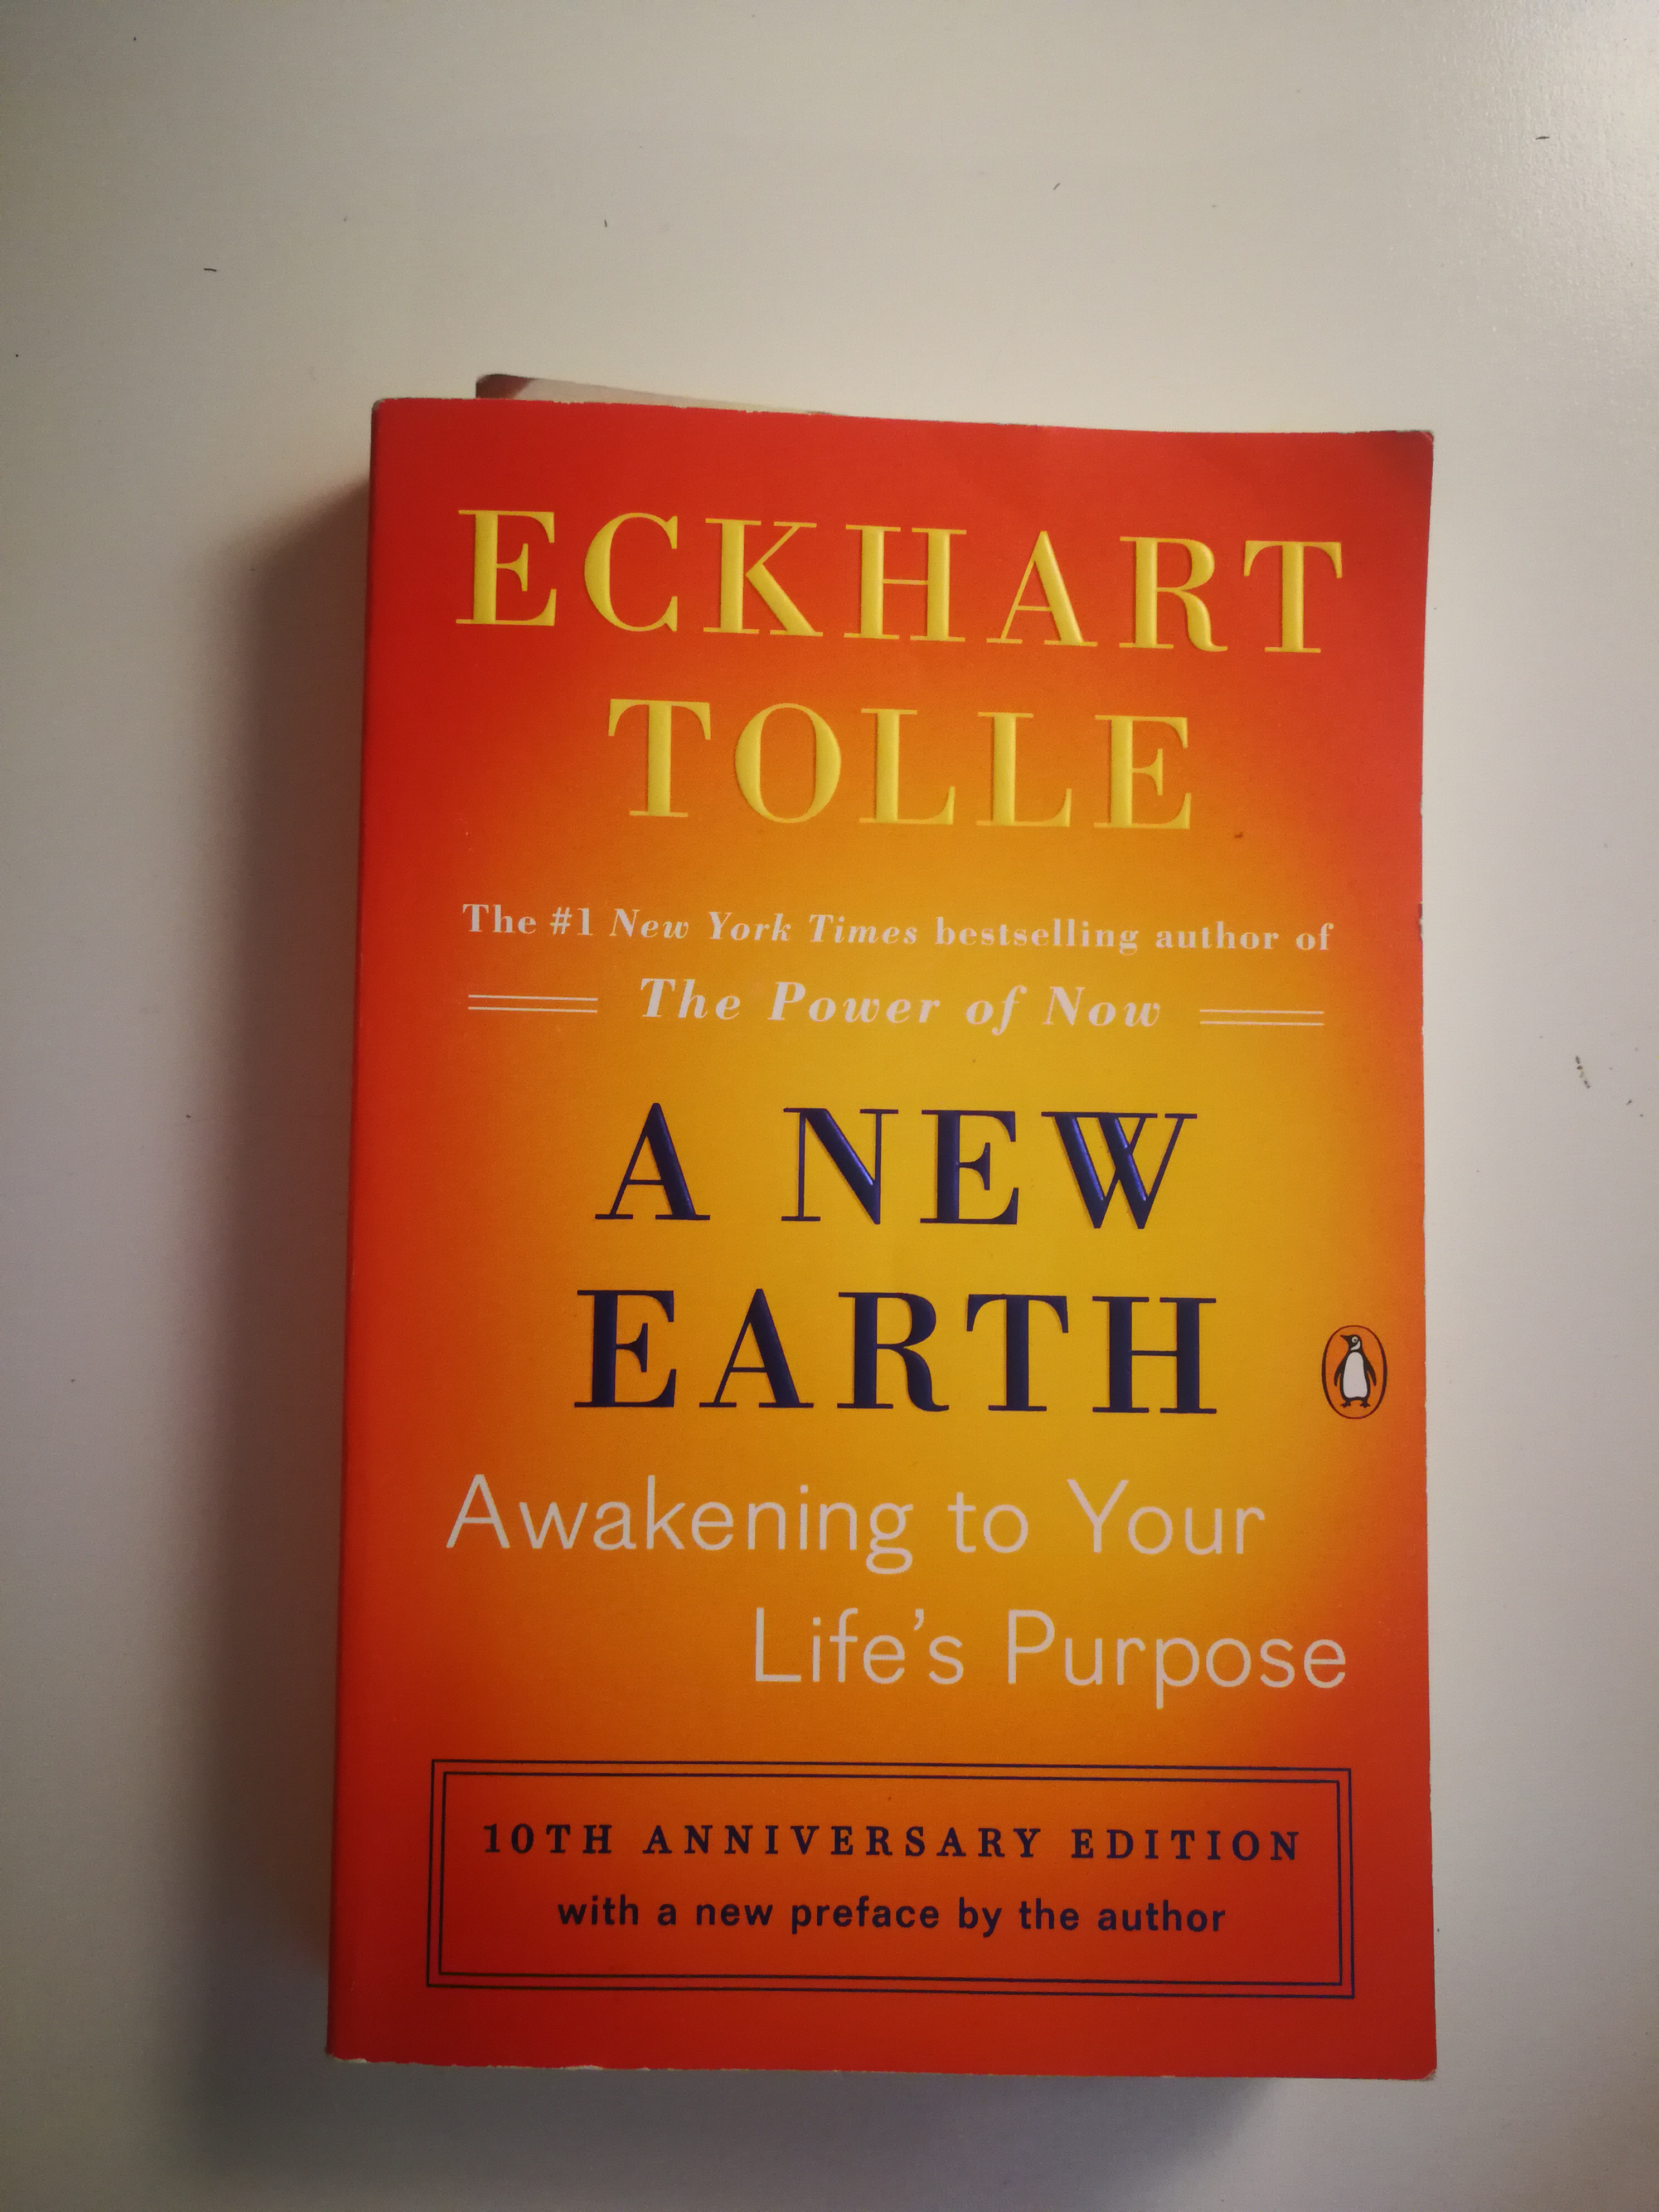 ECKHART
TOLLE
The #1 New York Times bestselling author of
The Power of Now
A NEW
EARTH
Awakening to Your
Life's Purpose
10TH ANNIVERSARY EDITION
with a new preface by the author